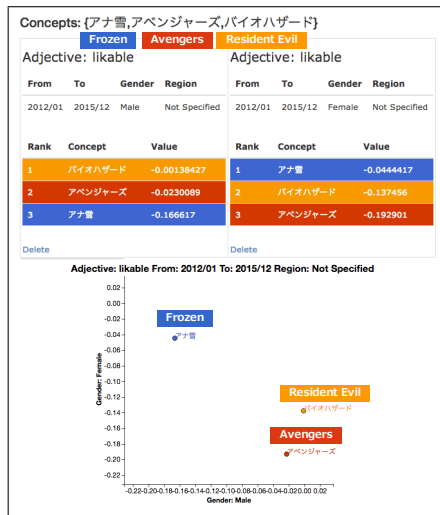 Concepts: {アナ雪,アベンジャーズ,バイオハザード}
Frozen Avengers Resident Evil
Adjective: likable
From To Gender Region
2012/01 2015/12 Male Not Specified
Rank Concept Value
1 バイオハザード -0.00138427
2 アベンジャーズ -0.0230089
3 アナ雪 -0.166617
Delete
Adjective: likable
From To Gender Region
2012/01 2015/12 Female Not Specified
Rank Concept Value
1 アナ雪 -0.0444417
2 バイオハザード -0.137456
3 アベンジャーズ -0.192901
Delete
Adjective: likable From: 2012/01 To: 2015/12 Region: Not Specified
0.02
0.00
-0.02
-0.04
-0.06
-0.08
-0.10
-0.12
-0.14
-0.16
-0.18
-0.20
-0.22
Gender: Female
Frozen
アナ雪
Resident Evil
バイオハザード
Avengers
アベンジャーズ
-0.22-0.20-0.18-0.16-0.14-0.12-0.10-0.08-0.06-0.04-0.020.00 0.02
Gender: Male